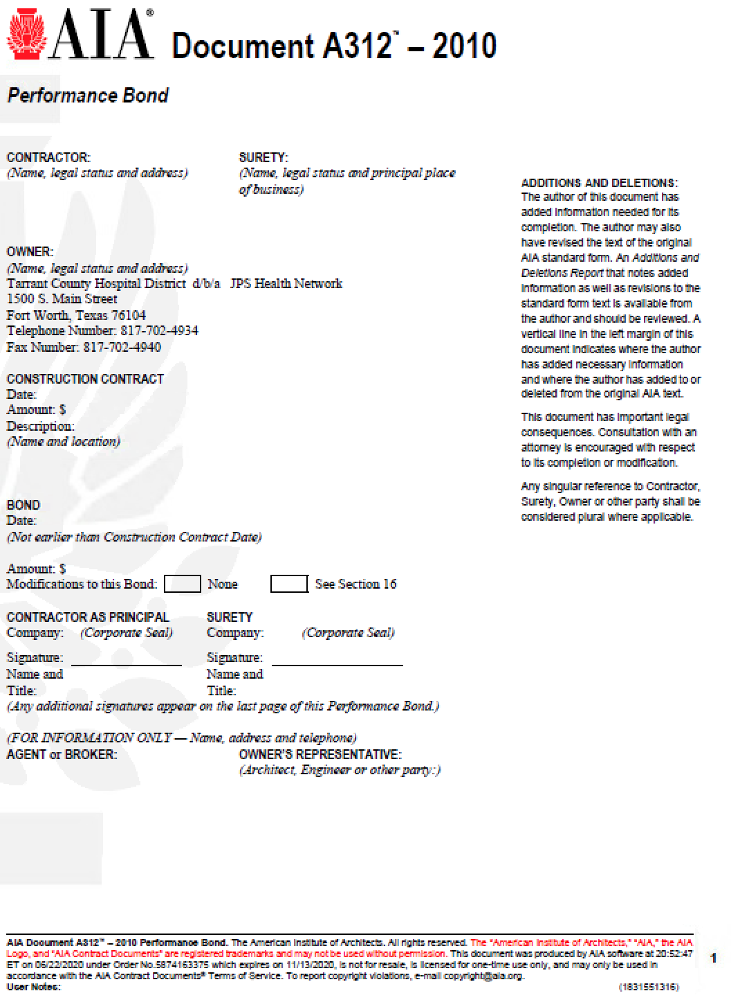 AIA® Document A312™ – 2010
Performance Bond
CONTRACTOR:
(Name, legal status and address)
SURETY:
(Name, legal status and principal place
of business)
OWNER:
(Name, legal status and address)
Tarrant County Hospital District d/b/a JPS Health Network
1500 S. Main Street
Fort Worth, Texas 76104
Telephone Number: 817-702-4934
Fax Number: 817-702-4940
CONSTRUCTION CONTRACT
Date:
Amount: $
Description:
(Name and location)
BOND
Date:
(Not earlier than Construction Contract Date)
Amount: $
Modifications to this Bond: None See Section 16
CONTRACTOR AS PRINCIPAL SURETY
Company: (Corporate Seal) Company: (Corporate Seal)
Signature: Signature:
Name and Name and
Title: Title:
(Any additional signatures appear on the last page of this Performance Bond.)
(FOR INFORMATION ONLY — Name, address and telephone)
AGENT or BROKER: OWNER'S REPRESENTATIVE:
(Architect, Engineer or other party:)
ADDITIONS AND DELETIONS:
The author of this document has
added information needed for its
completion. The author may also
have revised the text of the original
AIA standard form. An Additions and
Deletions Report that notes added
information as well as revisions to the
standard form text is available from
the author and should be reviewed. A
vertical line in the left margin of this
document indicates where the author
has added necessary information
and where the author has added to or
deleted from the original AIA text.
This document has important legal
consequences. Consultation with an
attorney is encouraged with respect
to its completion or modification.
Any singular reference to Contractor,
Surety, Owner or other party shall be
considered plural where applicable.
AIA Document A312™ – 2010 Performance Bond. The American Institute of Architects. All rights reserved. The "American Institute of Architects," "AIA," the AIA
Logo, and "AIA Contract Documents" are registered trademarks and may not be used without permission. This document was produced by AIA software at 20:52:47
ET on 06/22/2020 under Order No.5874163375 which expires on 11/13/2020, is not for resale, is licensed for one-time use only, and may only be used in
accordance with the AIA Contract Documents® Terms of Service. To report copyright violations, e-mail copyright@aia.org.
User Notes: (1831551316)
1